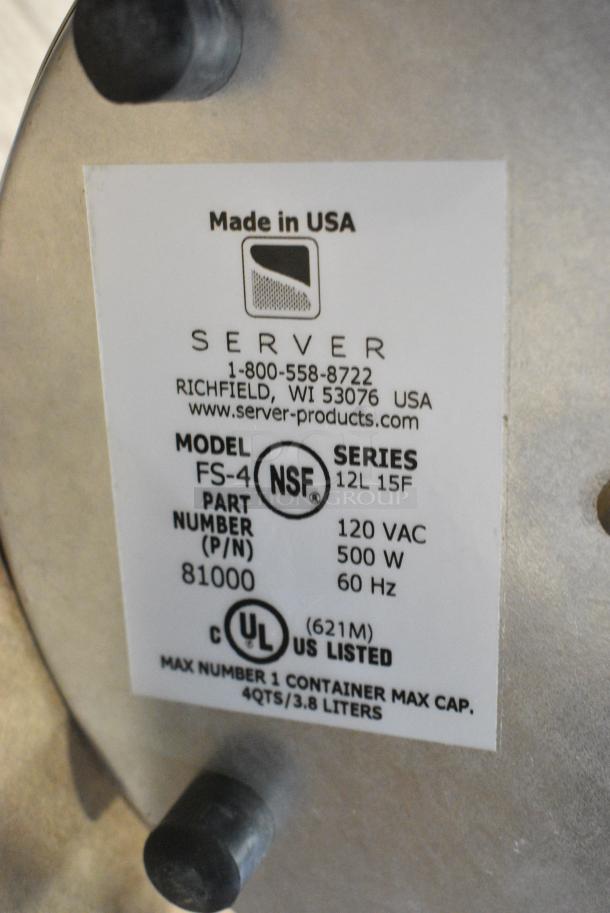 Made in USA
SERVER
1-800-558-8722
RICHFIELD, WI 53076 USA
www.server-products.com
MODEL
FS-4
NSF®
SERIES
12L 15F
PART
NUMBER
(P/N)
81000
120 VAC
500 W
60 Hz
C UL US LISTED
(621M)
MAX NUMBER 1 CONTAINER MAX CAP.
4QTS/3.8 LITERS
GROUP